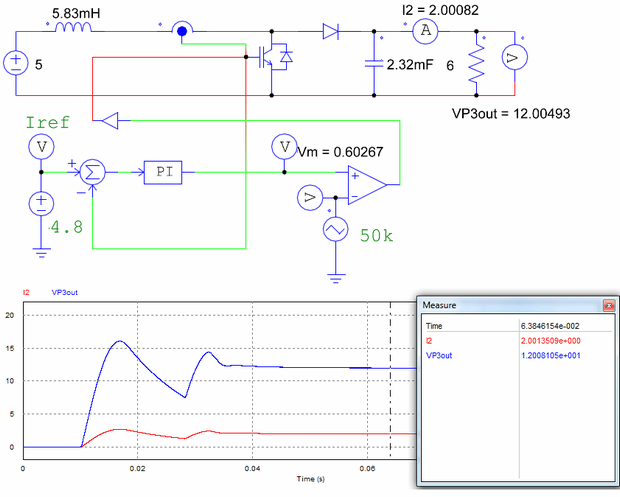 5.83mH
I2 = 2.00082
A
5
2.32mF
6
V
VP3out = 12.00493
Iref
V
V
Vm = 0.60267
+
Σ
PI
+
−
−
V
4.8
50k
I2 VP3out
20
15
10
5
0
0 0.02 0.04 0.06
Time (s)
Measure
Time 6.3846154e-002
I2 2.0013509e+000
VP3out 1.2008105e+001